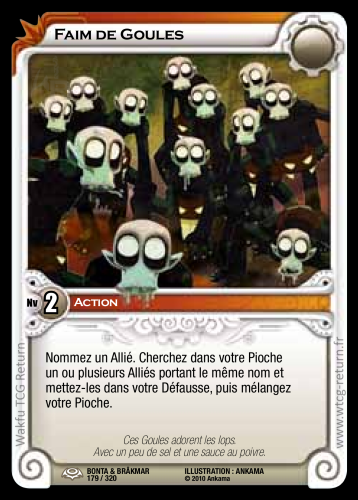 Faim de Goules
Nv 2 Action
Nommez un Allié. Cherchez dans votre Pioche
un ou plusieurs Alliés portant le même nom et
mettez-les dans votre Défausse, puis mélangez
votre Pioche.
Ces Goules adorent les Iops.
Avec un peu de sel et une sauce au poivre.
BONTA & BRÂKMAR
179 / 320
ILLUSTRATION : ANKAMA
© 2010 Ankama
Wakfu TCG Return
www.wtcg-return.fr